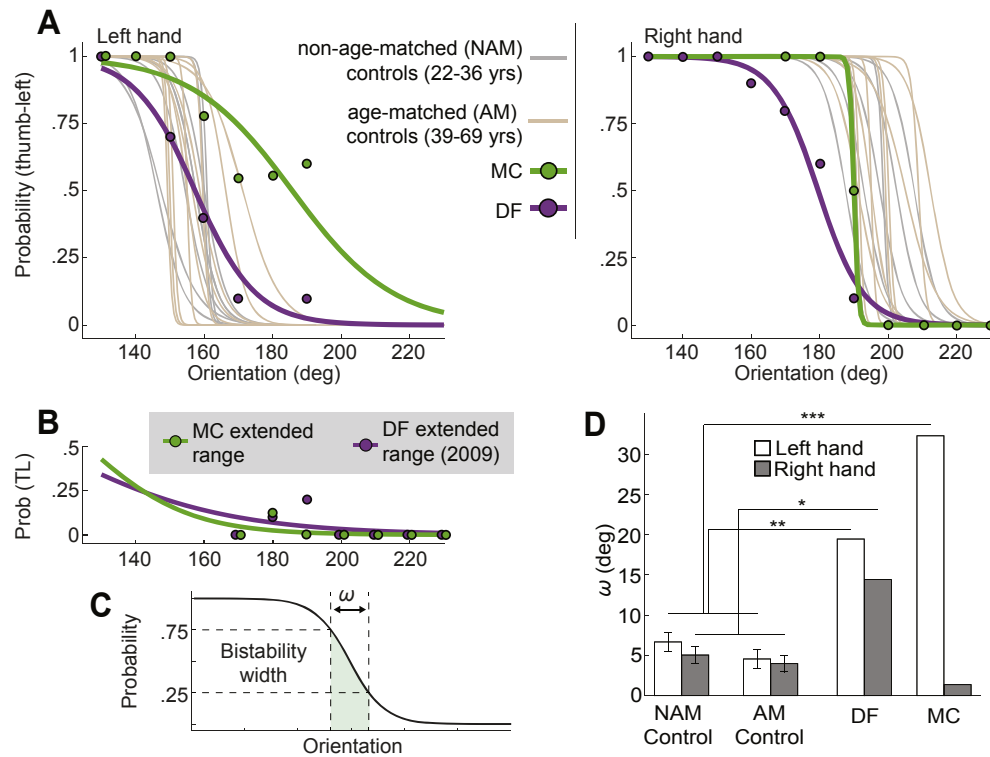 A
Left hand
non-age-matched (NAM)
controls (22-36 yrs)
age-matched (AM)
controls (39-69 yrs)
MC
DF
Right hand
Probability (thumb-left)
1
.75
.5
.25
0
140 160 180 200 220
Orientation (deg)
1
.75
.5
.25
0
140 160 180 200 220
Orientation (deg)
B
MC extended
range
DF extended
range (2009)
Prob (TL)
.5
.25
0
140 160 180 200 220
C
ω
Probability
.75
.25
Bistability
width
Orientation
D
***
Left hand
Right hand
*
**
ω (deg)
30
25
20
15
10
5
0
NAM
Control
AM
Control
DF
MC